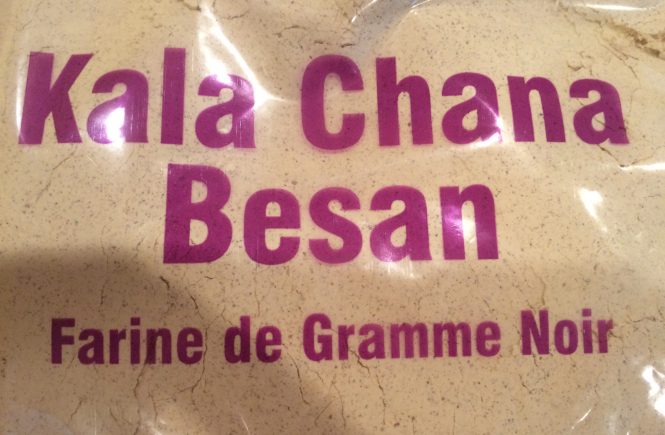 Kala Chana
Besan
Farine de Gramme Noir